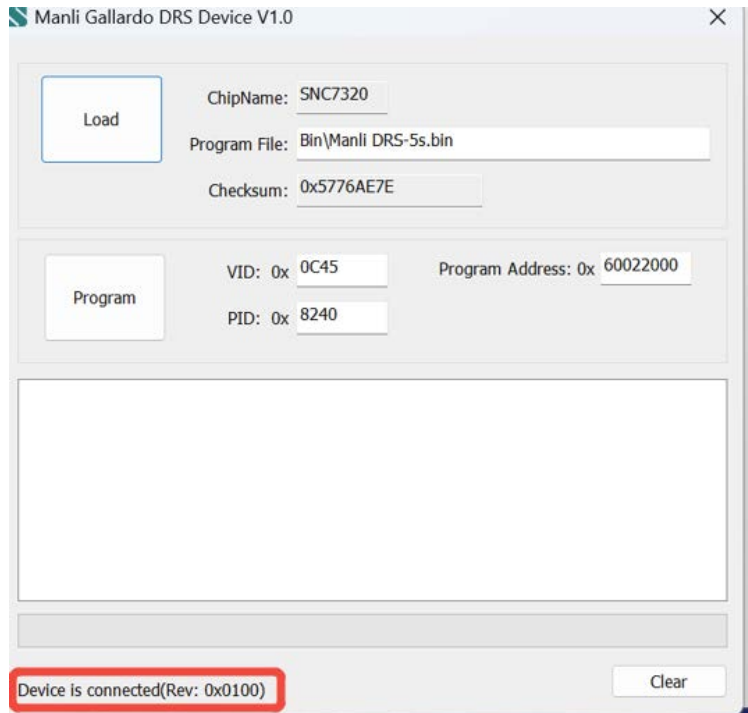 Manli Gallardo DRS Device V1.0
Load
ChipName: SNC7320
Program File: Bin\Manli DRS-5s.bin
Checksum: 0x5776AE7E
Program
VID: 0x 0C45
Program Address: 0x 60022000
PID: 0x 8240
Device is connected(Rev: 0x0100)
Clear